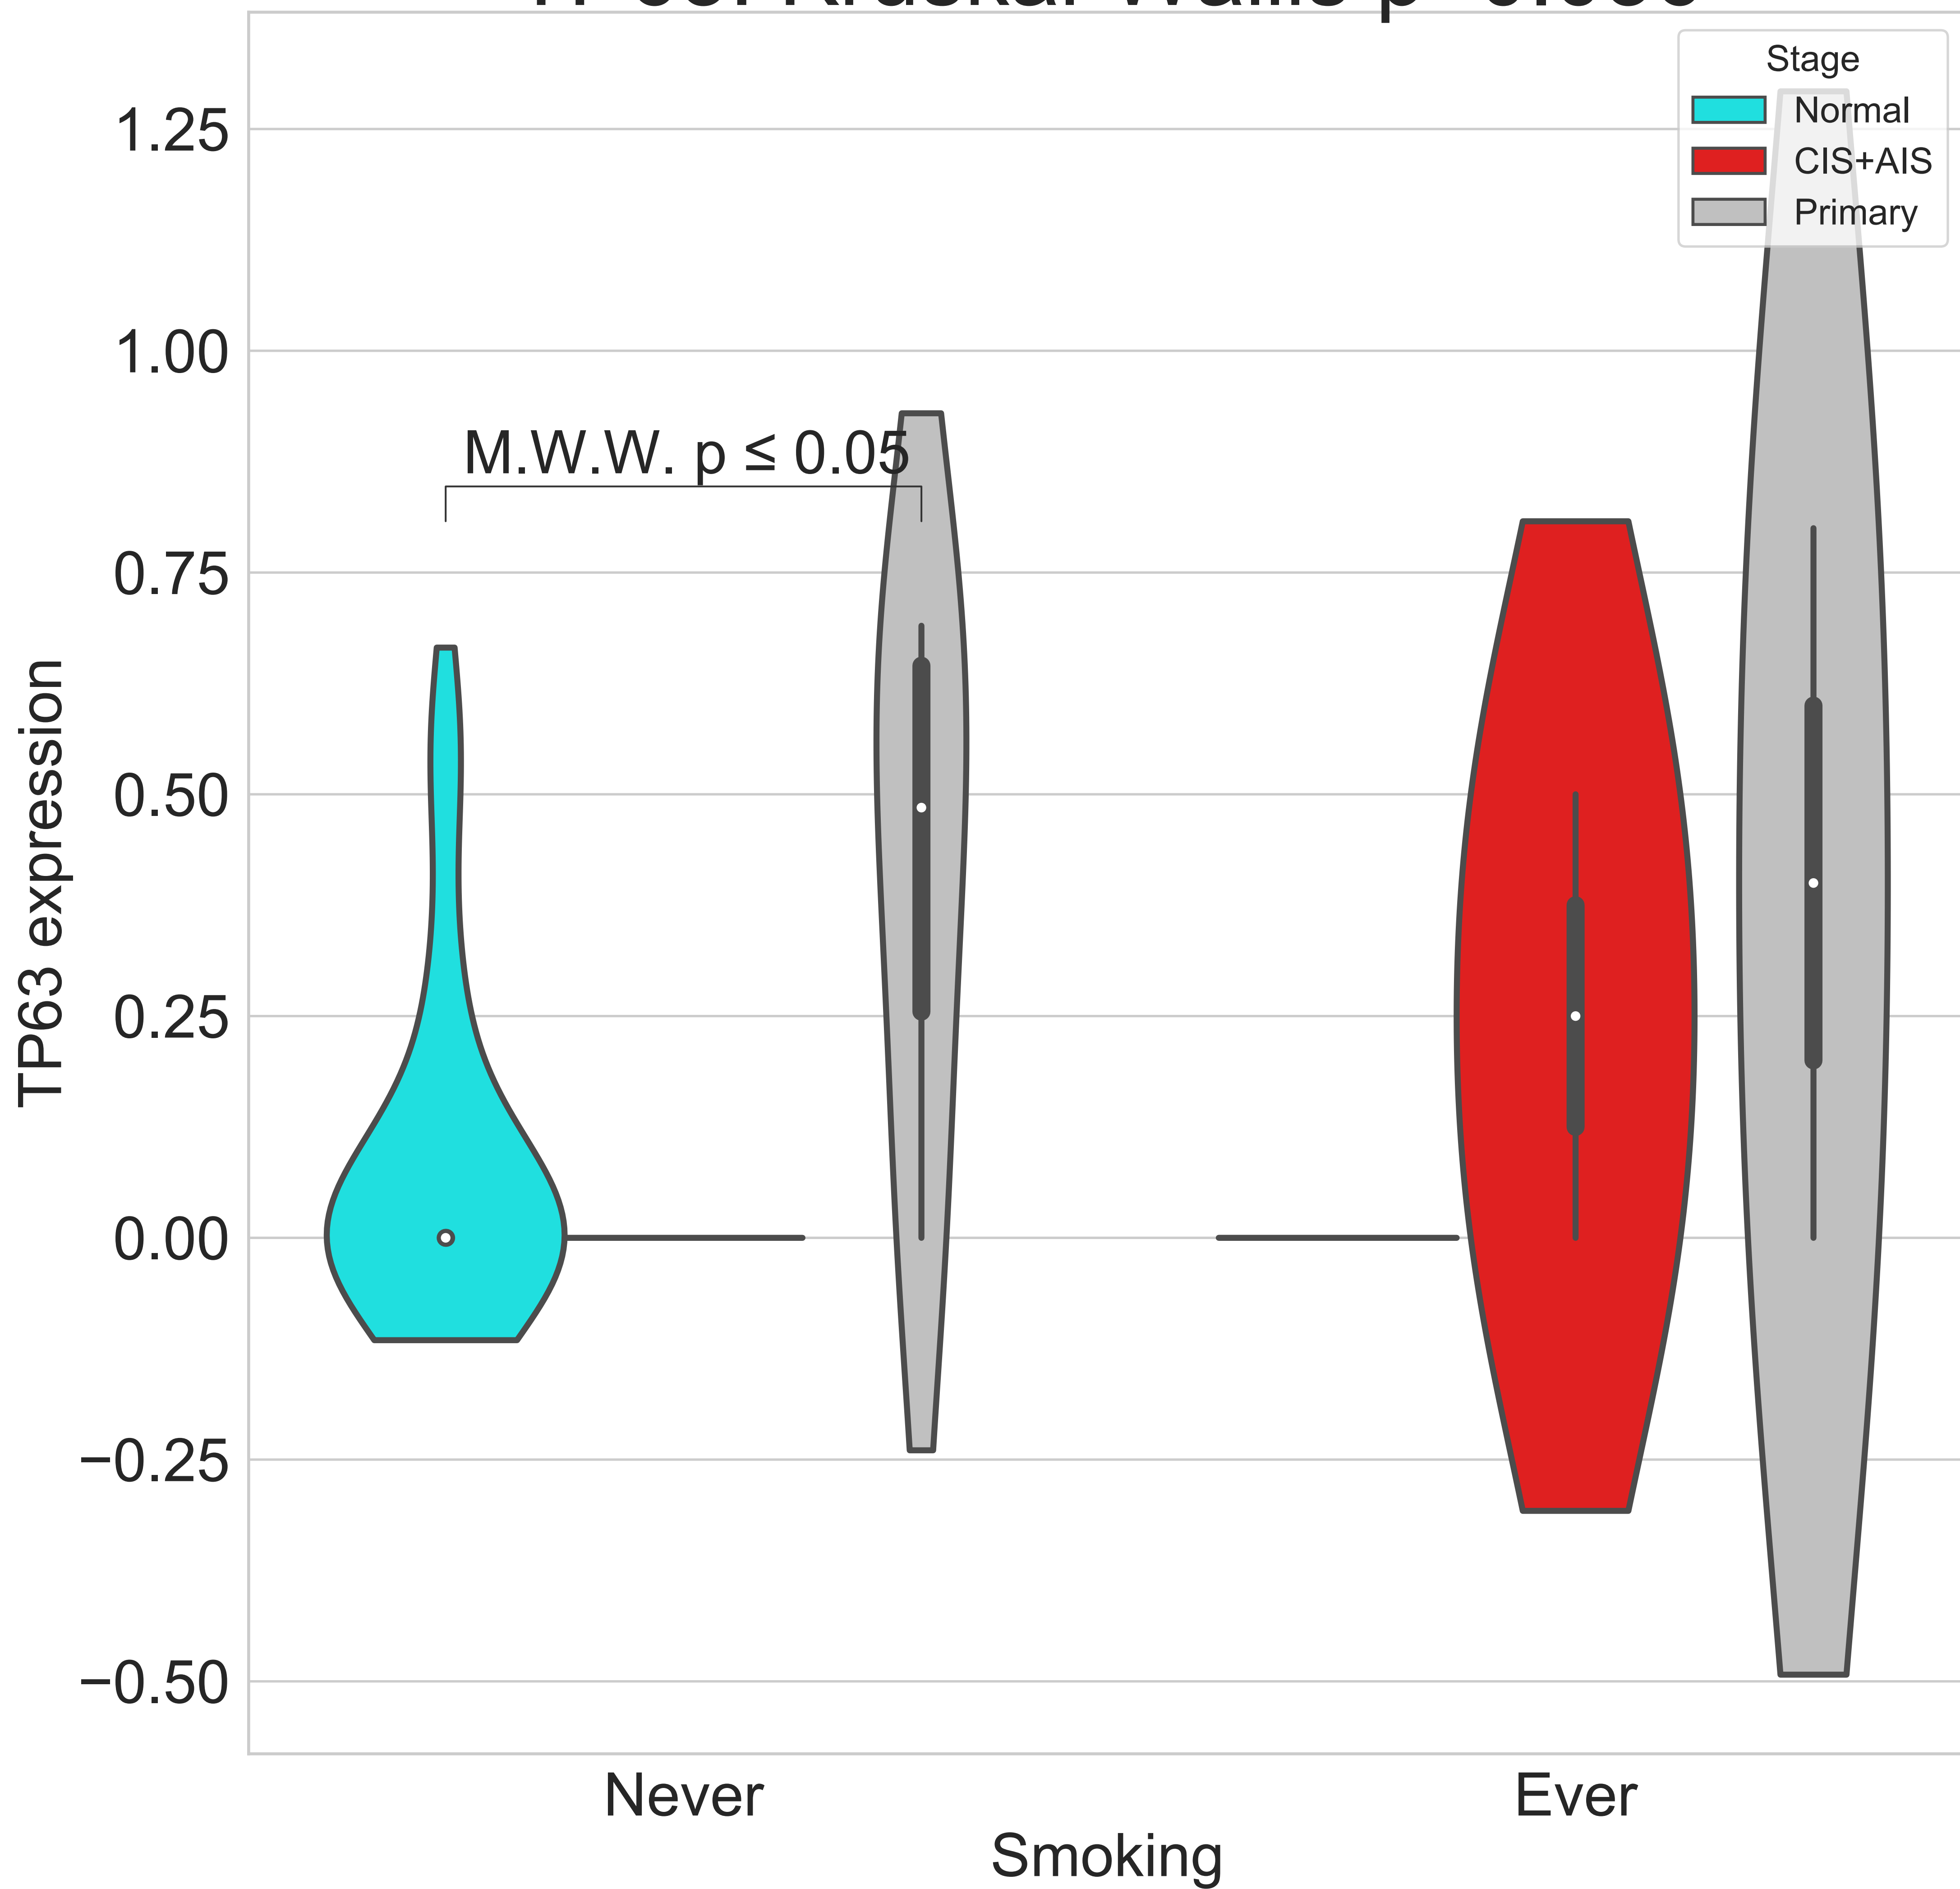 Stage
Normal
CIS+AIS
Primary
M.W.W. p ≤ 0.05
1.25
1.00
0.75
0.50
0.25
0.00
−0.25
−0.50
TP63 expression
Never
Ever
Smoking